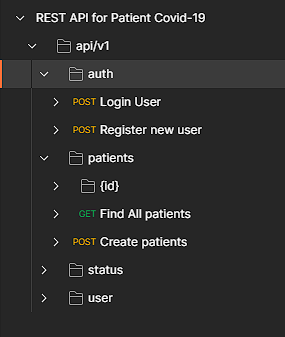 REST API for Patient Covid-19
api/v1
auth
POST Login User
POST Register new user
patients
{id}
GET Find All patients
POST Create patients
status
user